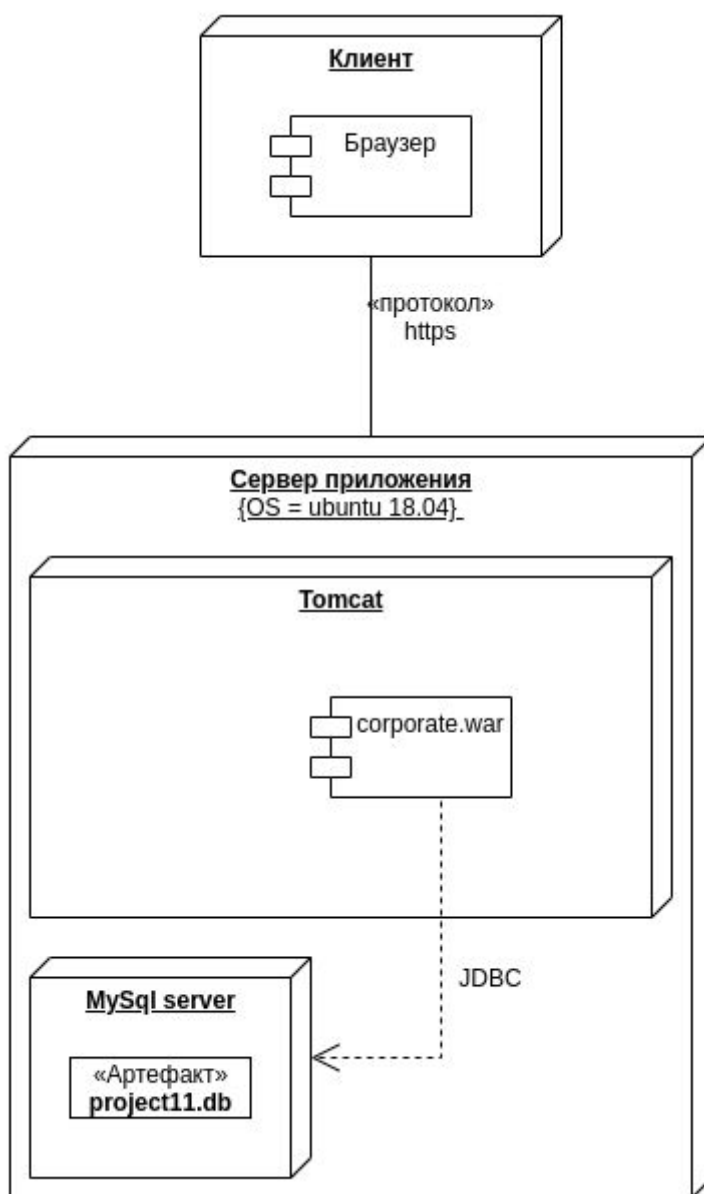 Клиент
Браузер
«протокол»
https
Сервер приложения
{OS = ubuntu 18.04}
Tomcat
corporate.war
JDBC
MySql server
«Артефакт»
project11.db